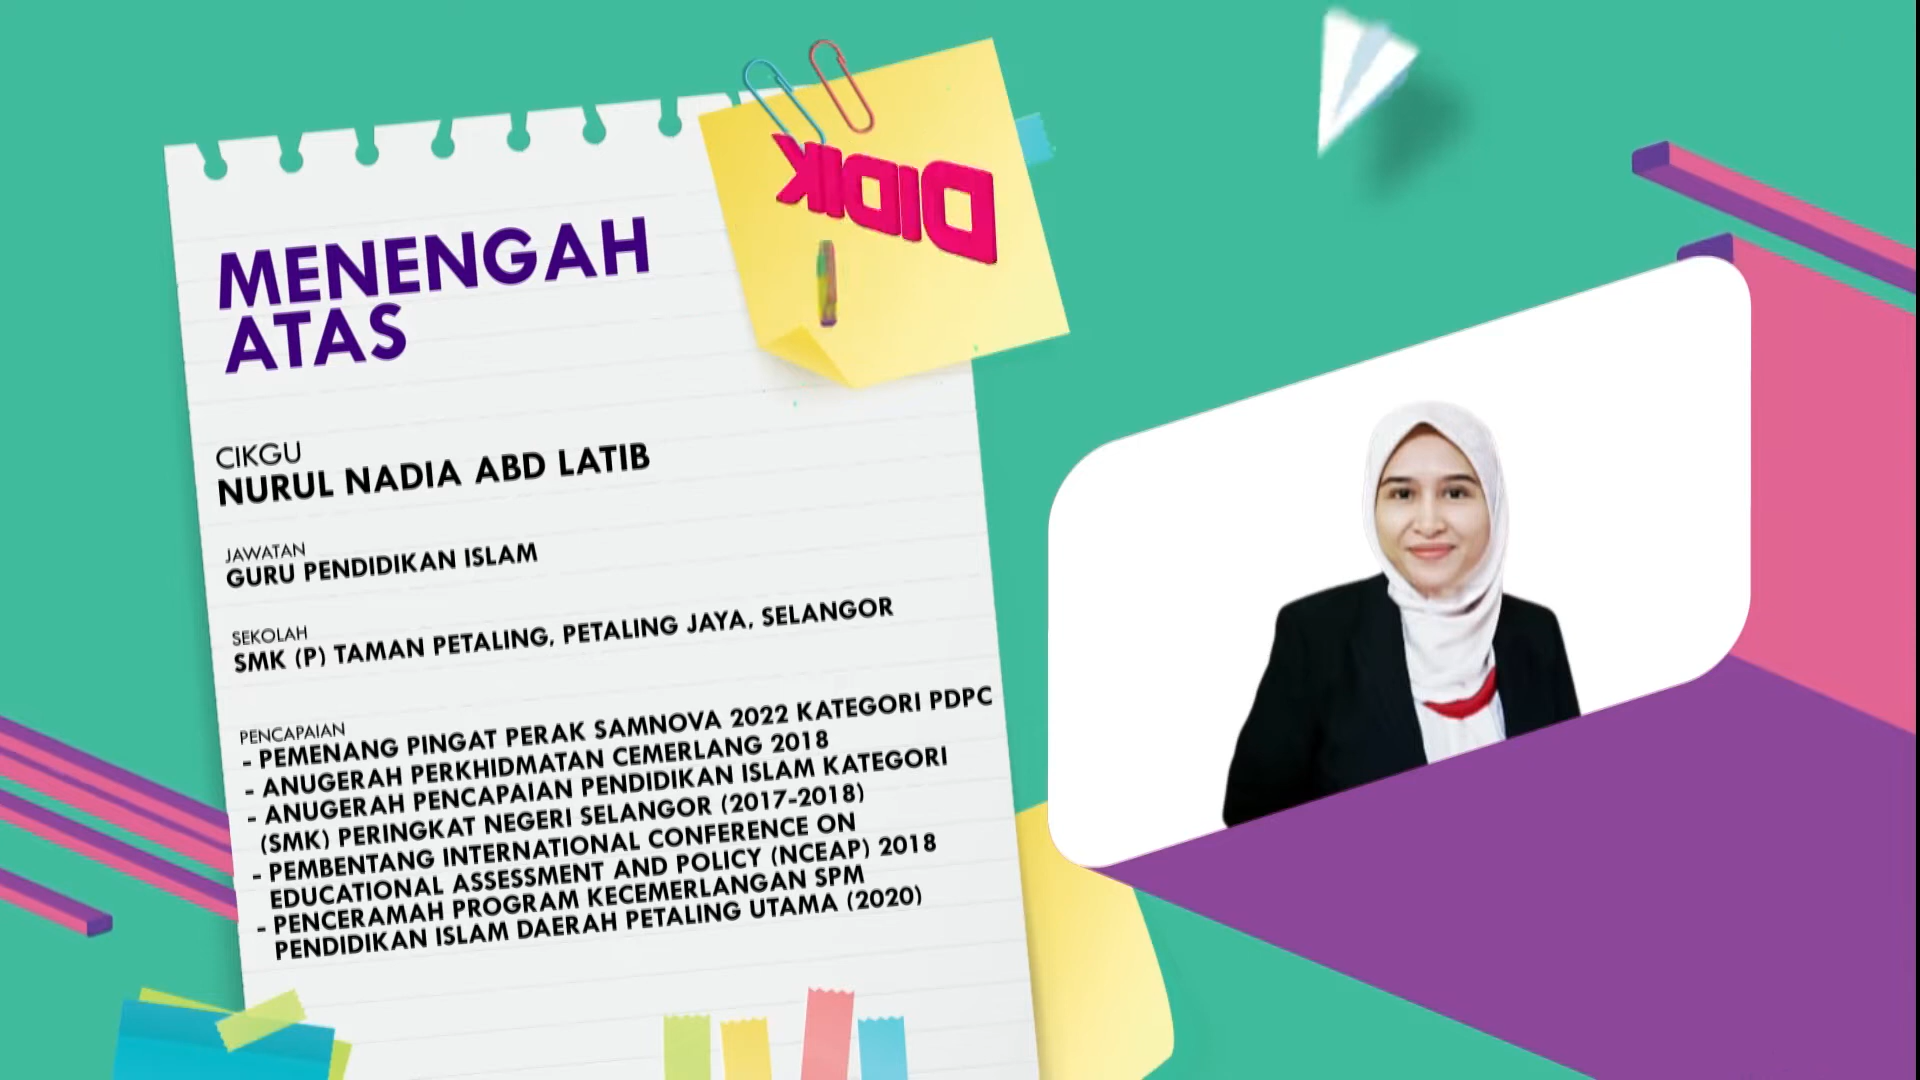 DIDIK
MENENGAH
ATAS
CIKGU
NURUL NADIA ABD LATIB
JAWATAN
GURU PENDIDIKAN ISLAM
SEKOLAH
SMK (P) TAMAN PETALING, PETALING JAYA, SELANGOR
PENCAPAIAN
- PEMENANG PINGAT PERAK SAMNOVA 2022 KATEGORI PDPC
- ANUGERAH PERKHIDMATAN CEMERLANG 2018
- ANUGERAH PENCAPAIAN PENDIDIKAN ISLAM KATEGORI
(SMK) PERINGKAT NEGERI SELANGOR (2017-2018)
- PEMBENTANG INTERNATIONAL CONFERENCE ON
EDUCATIONAL ASSESSMENT AND POLICY (NCEAP) 2018
- PENCERAMAH PROGRAM KECEMERLANGAN SPM
PENDIDIKAN ISLAM DAERAH PETALING UTAMA (2020)